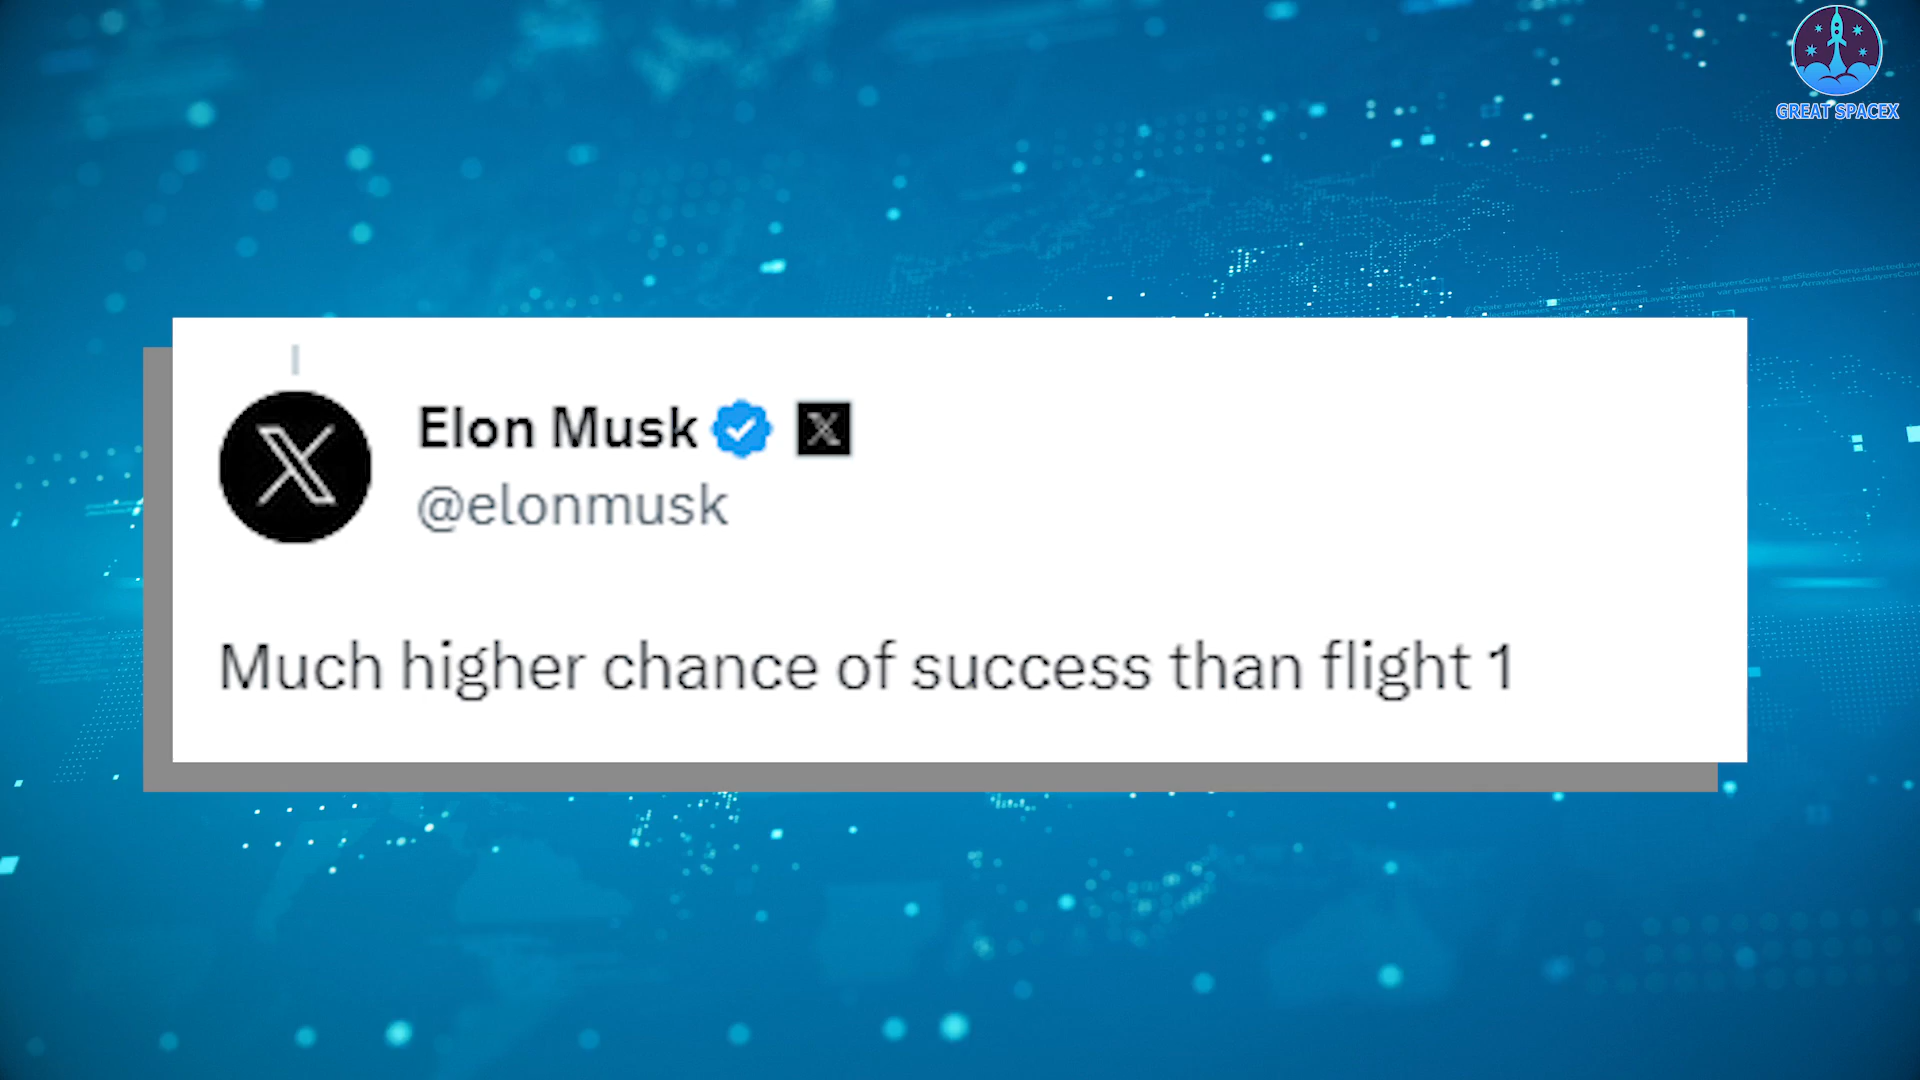 GREAT SPACEX
Elon Musk
@elonmusk
Much higher chance of success than flight 1